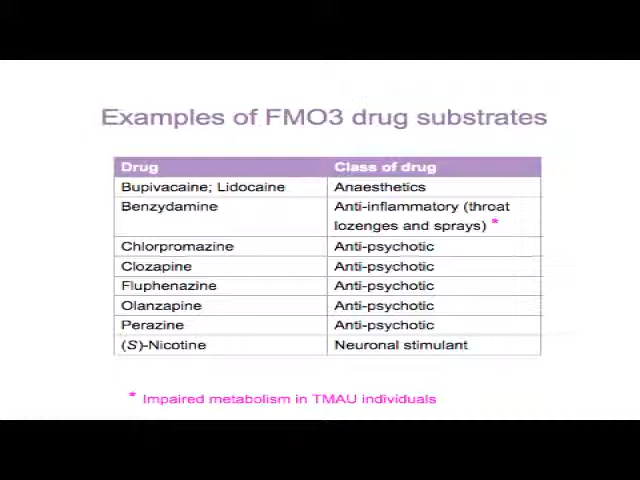 Examples of FMO3 drug substrates
Drug Class of drug
Bupivacaine; Lidocaine Anaesthetics
Benzydamine Anti-inflammatory (throat
lozenges and sprays) *
Chlorpromazine Anti-psychotic
Clozapine Anti-psychotic
Fluphenazine Anti-psychotic
Olanzapine Anti-psychotic
Perazine Anti-psychotic
(S)-Nicotine Neuronal stimulant
* Impaired metabolism in TMAU individuals